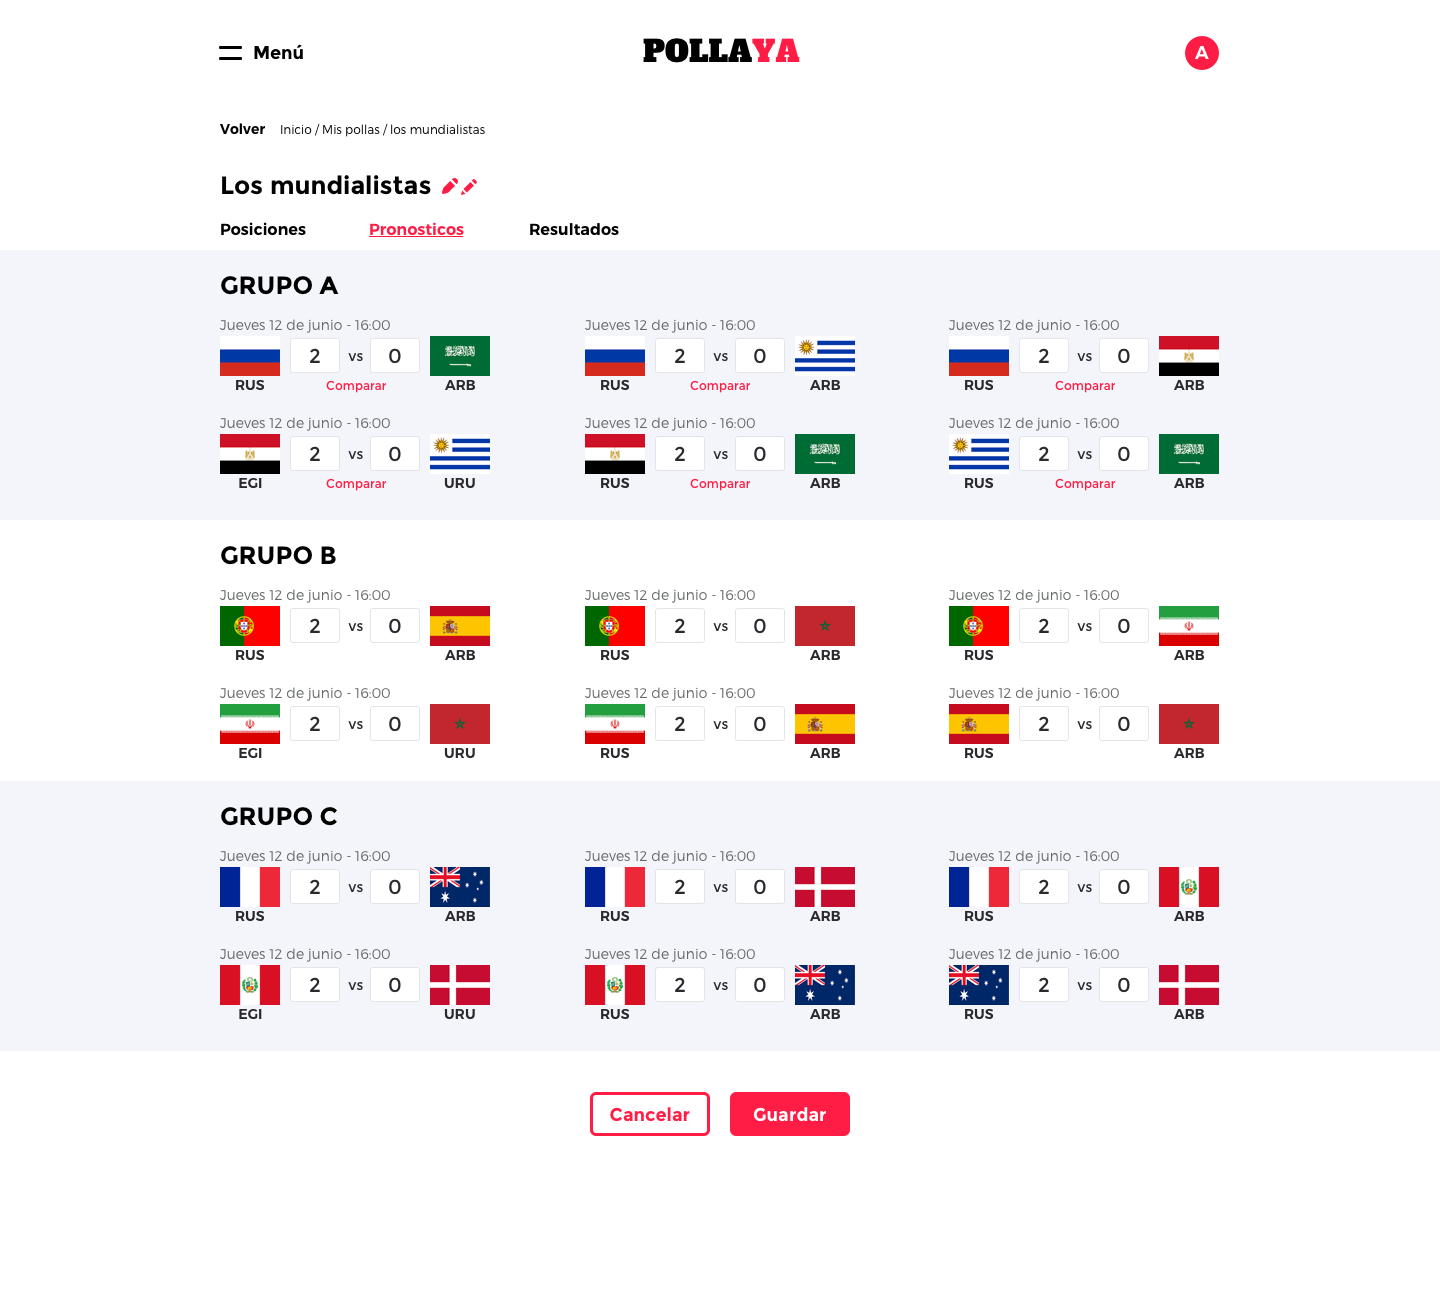 Menú
POLLAYA
A
Volver Inicio / Mis pollas / los mundialistas
Los mundialistas
Posiciones Pronosticos Resultados
GRUPO A
Jueves 12 de junio - 16:00 Jueves 12 de junio - 16:00 Jueves 12 de junio - 16:00
2 vs 0 2 vs 0 2 vs 0
RUS Comparar ARB RUS Comparar ARB RUS Comparar ARB
Jueves 12 de junio - 16:00 Jueves 12 de junio - 16:00 Jueves 12 de junio - 16:00
2 vs 0 2 vs 0 2 vs 0
EGI Comparar URU RUS Comparar ARB RUS Comparar ARB
GRUPO B
Jueves 12 de junio - 16:00 Jueves 12 de junio - 16:00 Jueves 12 de junio - 16:00
2 vs 0 2 vs 0 2 vs 0
RUS ARB RUS ARB RUS ARB
Jueves 12 de junio - 16:00 Jueves 12 de junio - 16:00 Jueves 12 de junio - 16:00
2 vs 0 2 vs 0 2 vs 0
EGI URU RUS ARB RUS ARB
GRUPO C
Jueves 12 de junio - 16:00 Jueves 12 de junio - 16:00 Jueves 12 de junio - 16:00
2 vs 0 2 vs 0 2 vs 0
RUS ARB RUS ARB RUS ARB
Jueves 12 de junio - 16:00 Jueves 12 de junio - 16:00 Jueves 12 de junio - 16:00
2 vs 0 2 vs 0 2 vs 0
EGI URU RUS ARB RUS ARB
Cancelar Guardar